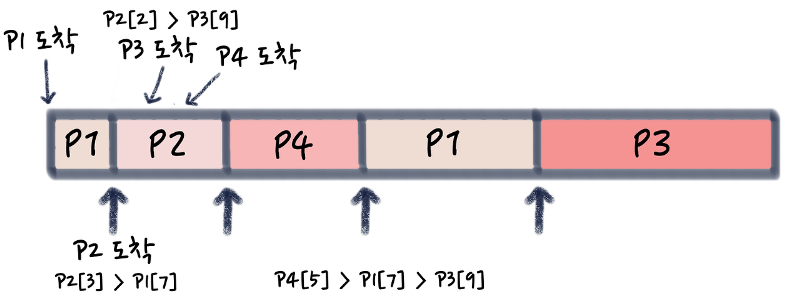 P2[2] > P3[9]
P1 도착
P3 도착
P4 도착
P1
P2
P4
P1
P3
P2 도착
P2[3] > P1[7]
P4[5] > P1[7] > P3[9]